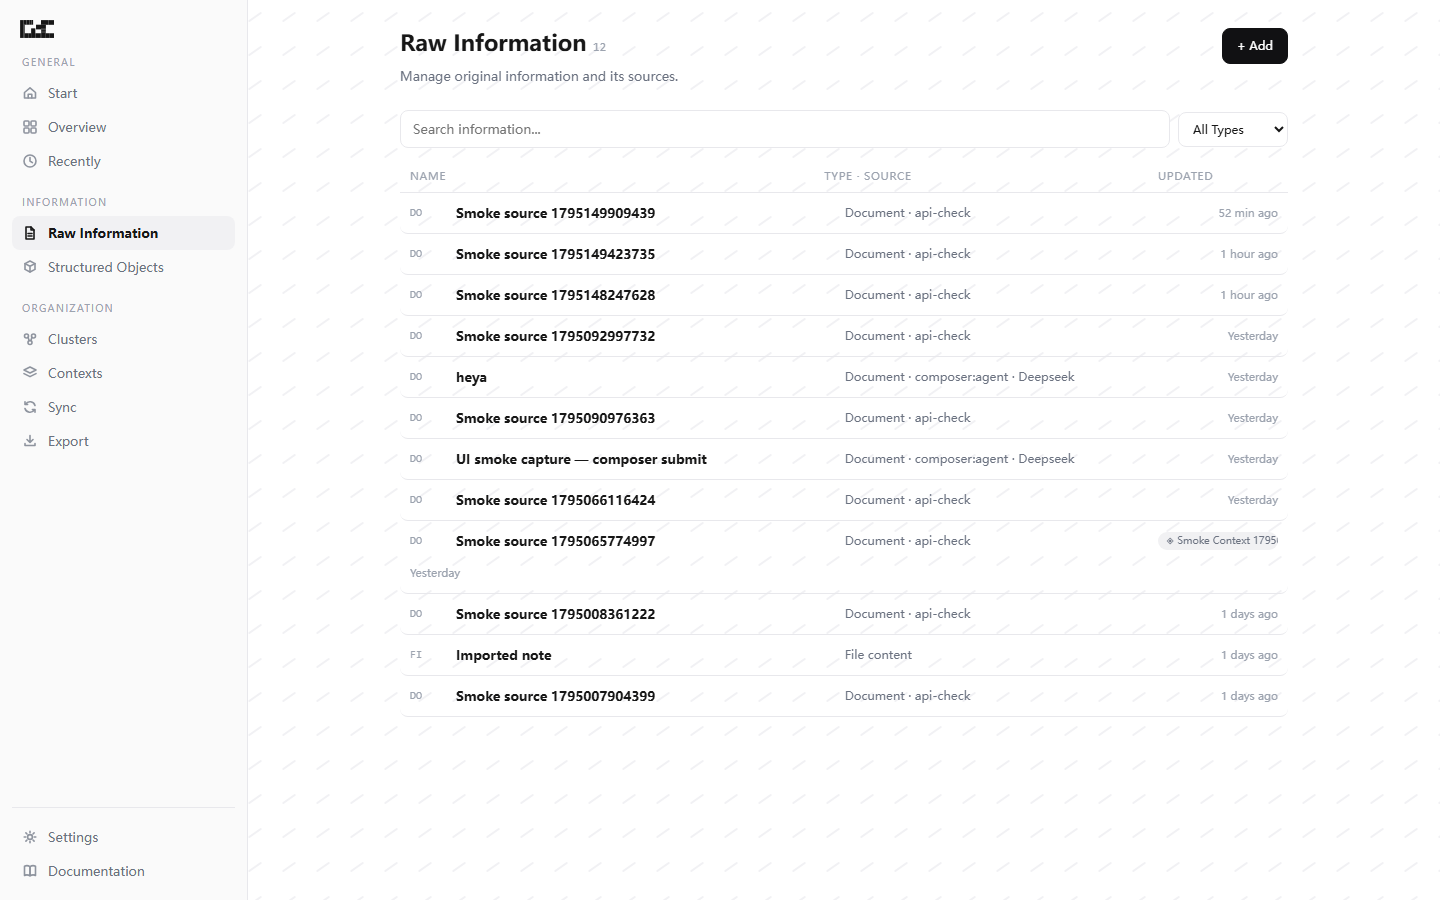 GENERAL
Start
Overview
Recently
INFORMATION
Raw Information
Structured Objects
ORGANIZATION
Clusters
Contexts
Sync
Export
Settings
Documentation
Raw Information 12
+ Add
Manage original information and its sources.
Search information...
All Types
NAME TYPE · SOURCE UPDATED
DO Smoke source 1795149909439 Document · api-check 52 min ago
DO Smoke source 1795149423735 Document · api-check 1 hour ago
DO Smoke source 1795148247628 Document · api-check 1 hour ago
DO Smoke source 1795092997732 Document · api-check Yesterday
DO heya Document · composer:agent · Deepseek Yesterday
DO Smoke source 1795090976363 Document · api-check Yesterday
DO UI smoke capture — composer submit Document · composer:agent · Deepseek Yesterday
DO Smoke source 1795066116424 Document · api-check Yesterday
DO Smoke source 1795065774997 Document · api-check Smoke Context 1795
Yesterday
DO Smoke source 1795008361222 Document · api-check 1 days ago
FI Imported note File content 1 days ago
DO Smoke source 1795007904399 Document · api-check 1 days ago